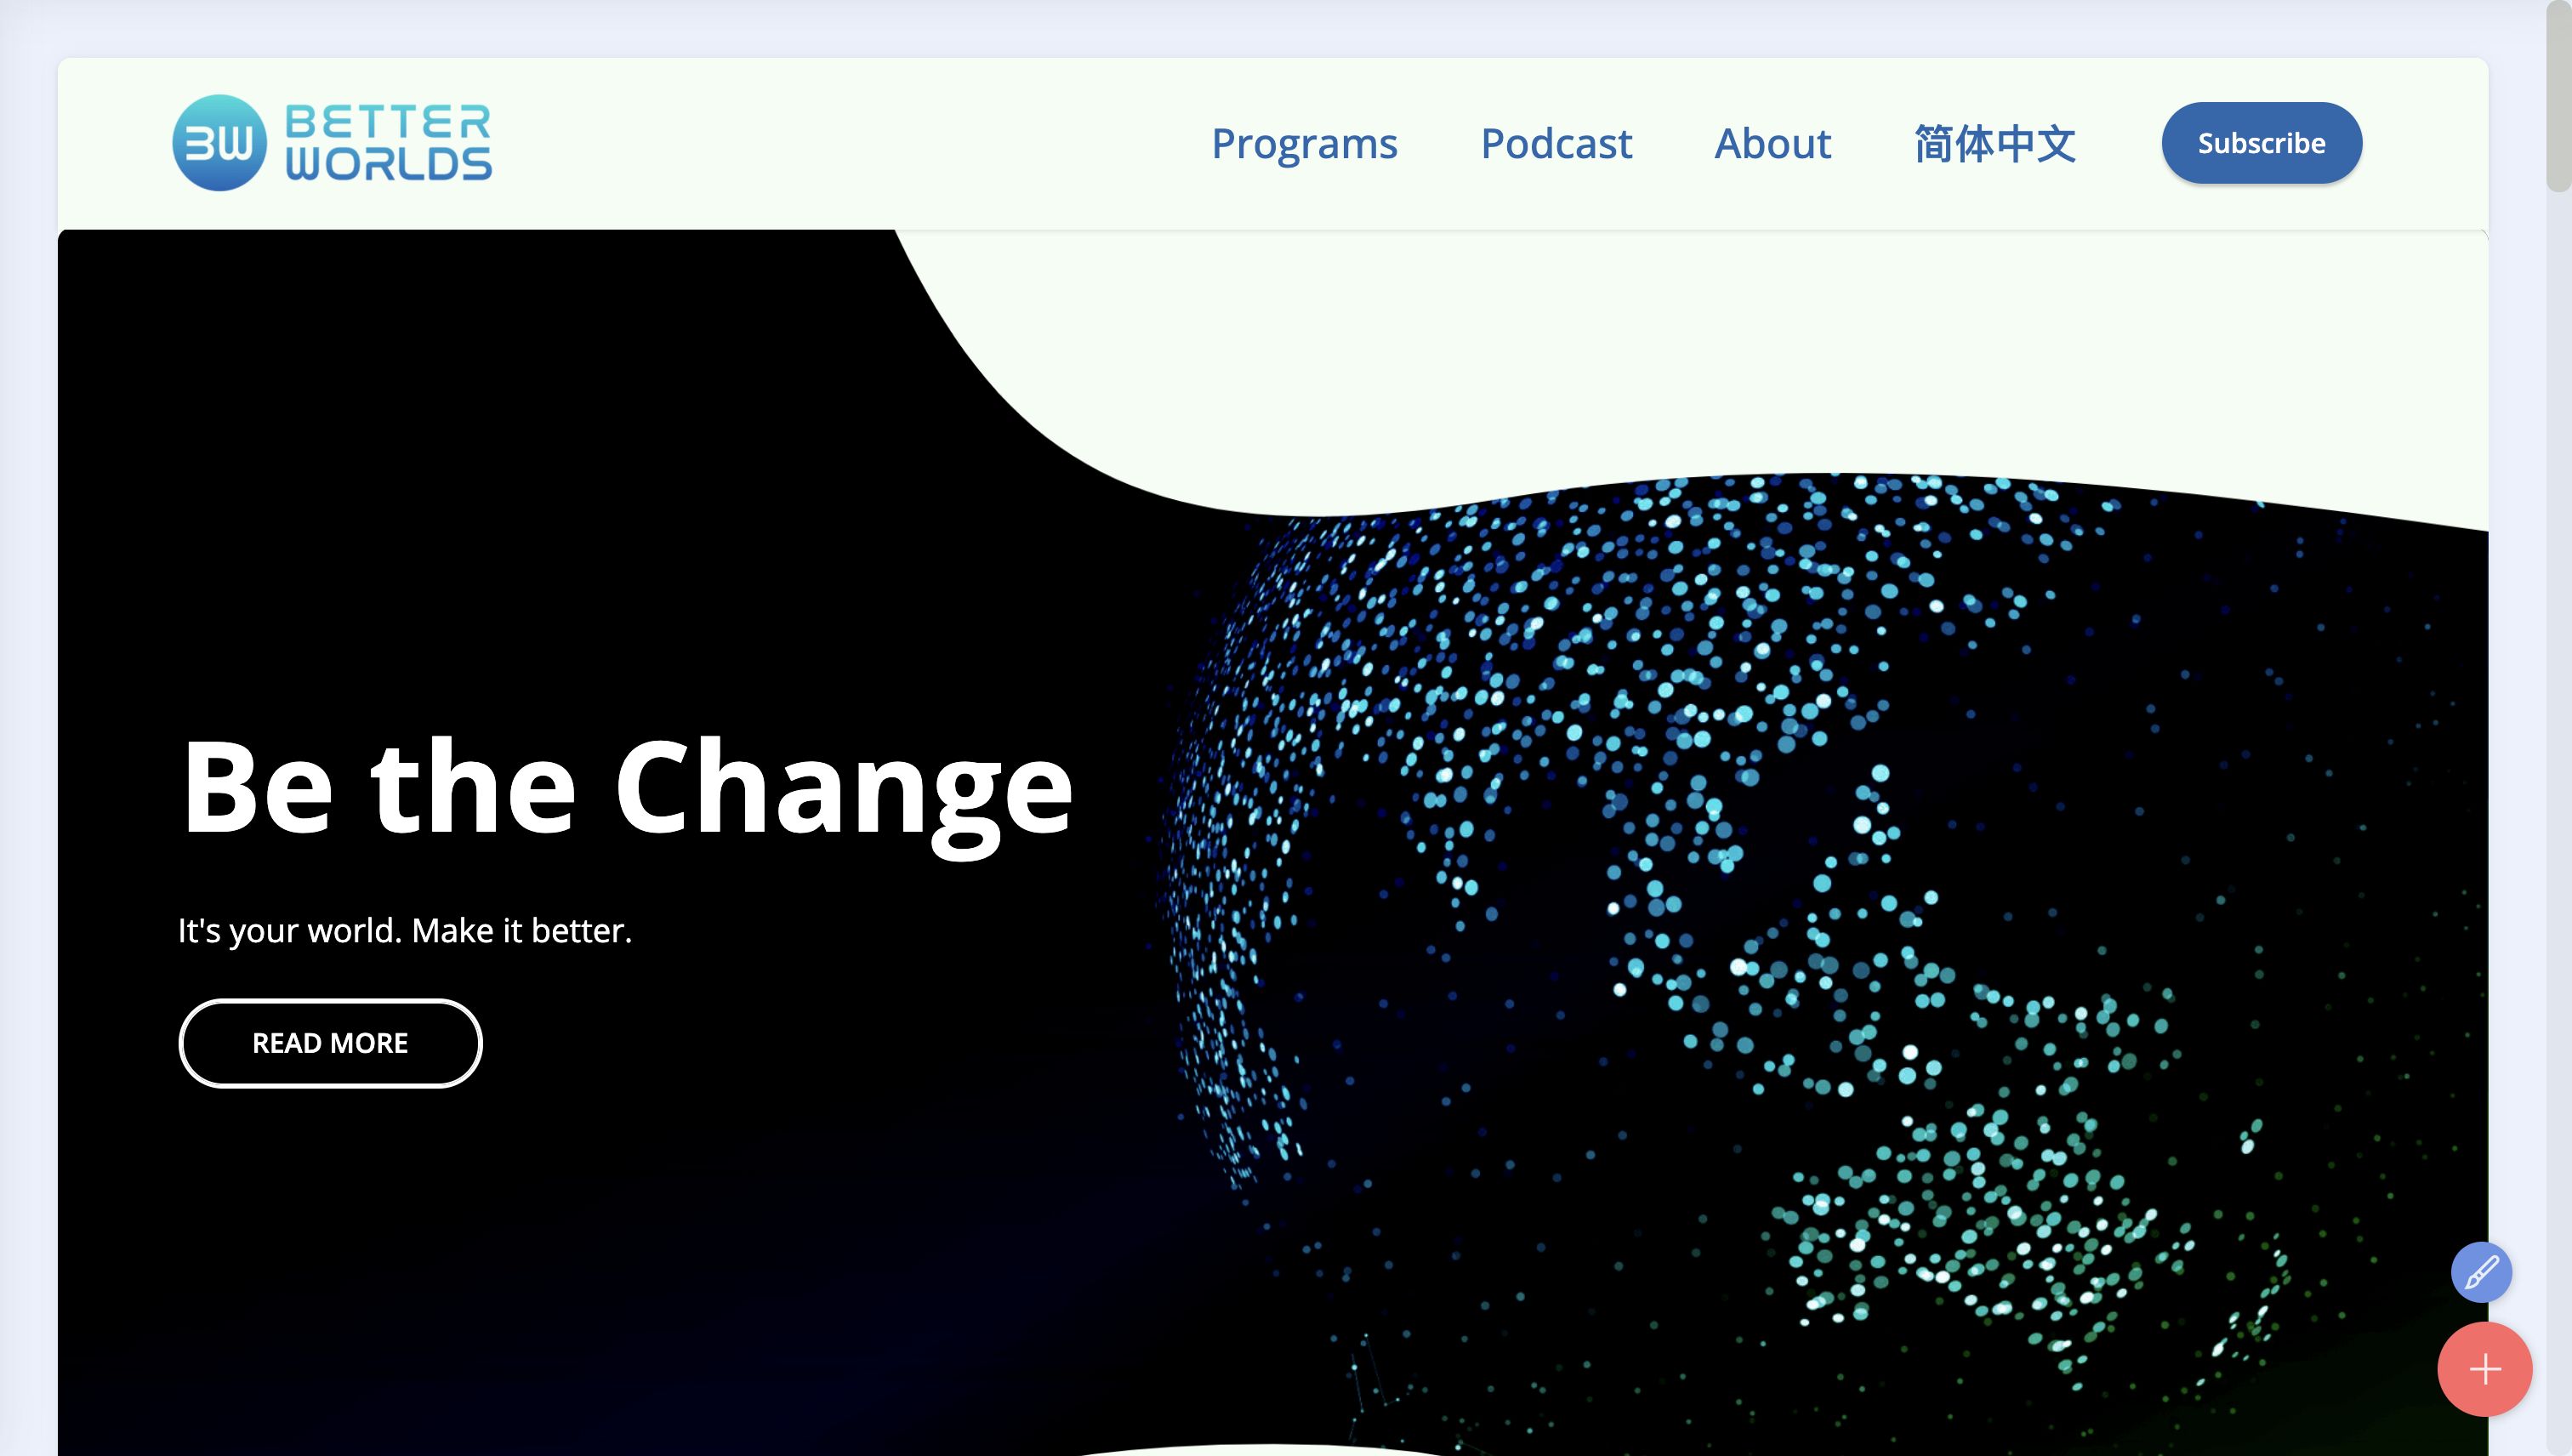 BW
BETTER
WORLDS
Programs
Podcast
About
简体中文
Subscribe
Be the Change
It's your world. Make it better.
READ MORE